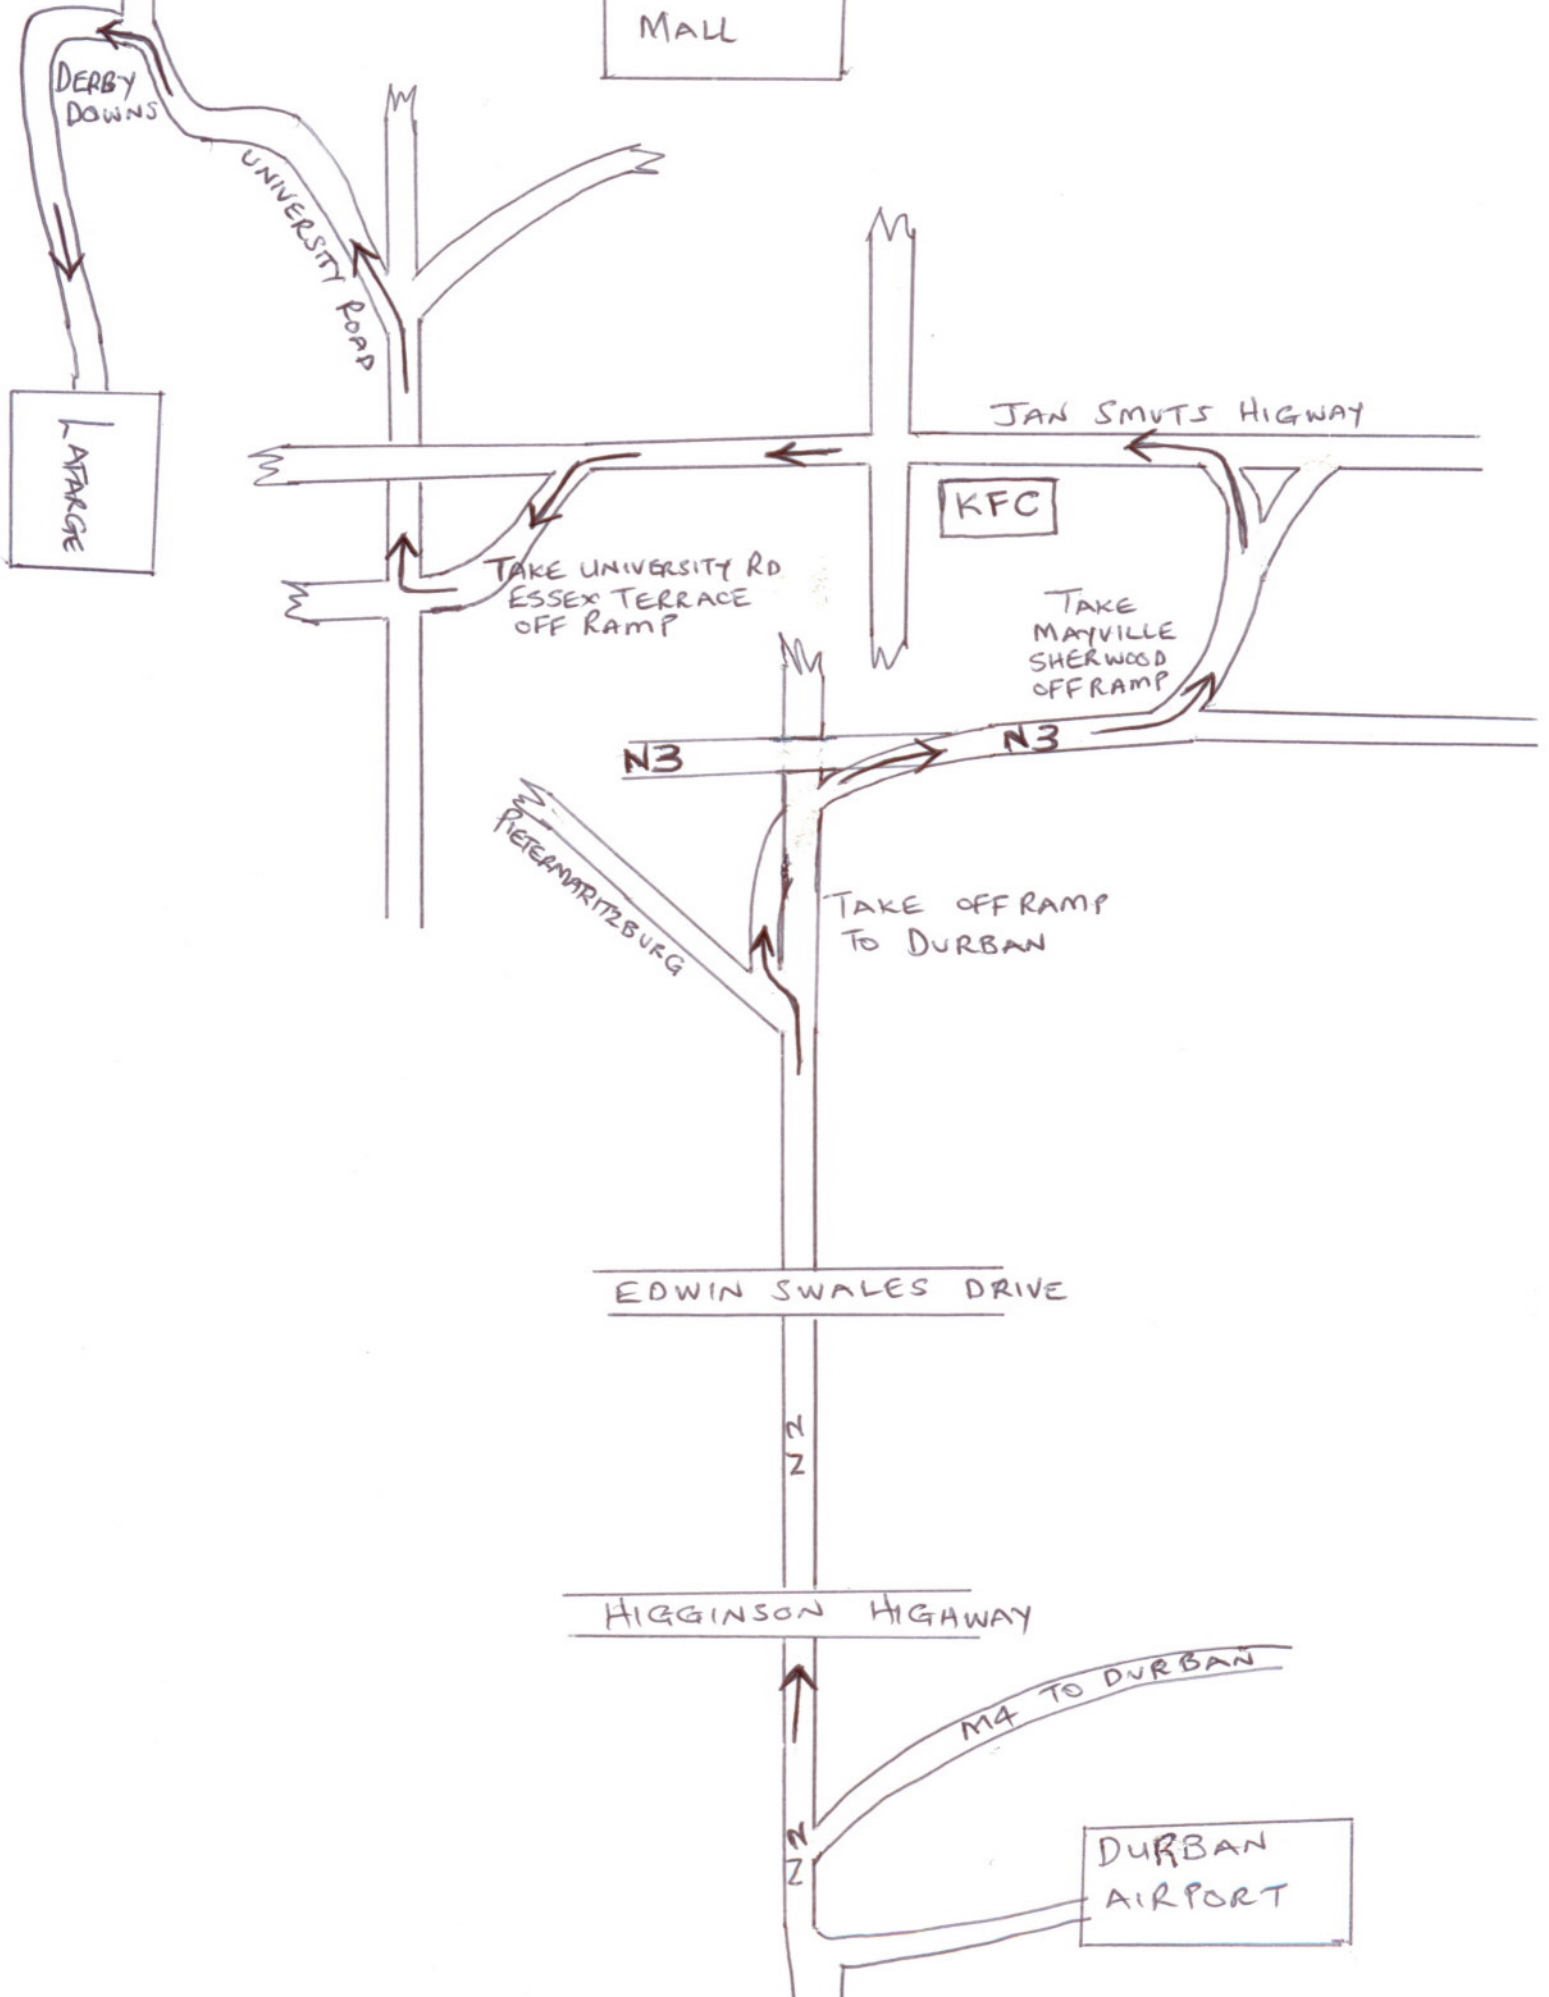 MALL
DERBY
DOWNS
UNIVERSITY ROAD
JAN SMUTS HIGWAY
LATARGE
KFC
TAKE UNIVERSITY RD
ESSEX TERRACE
OFF RAMP
TAKE
MAYVILLE
SHERWOOD
OFFRAMP
N3
N3
PIETERMARITZBURG
TAKE OFFRAMP
TO DURBAN
EDWIN SWALES DRIVE
N2
HIGGINSON HIGHWAY
M4 TO DURBAN
N2
DURBAN
AIRPORT